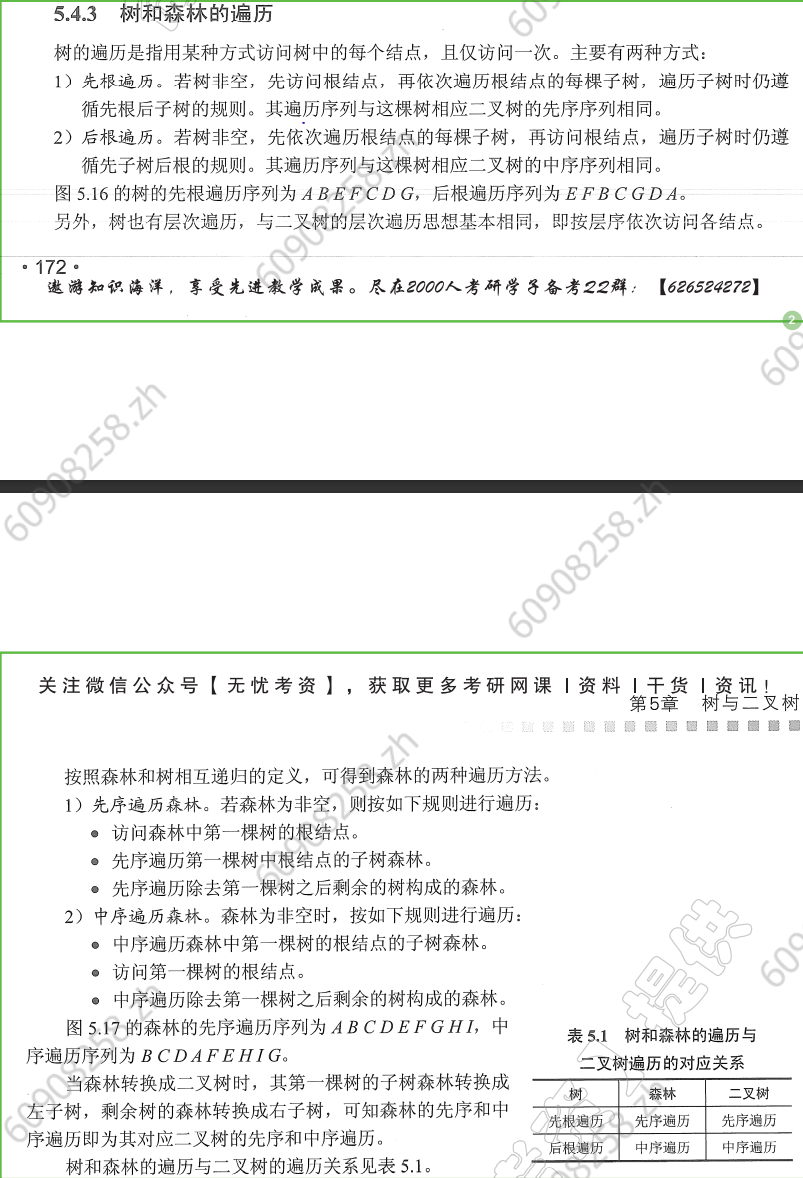 5.4.3 树和森林的遍历
树的遍历是指用某种方式访问树中的每个结点，且仅访问一次。主要有两种方式：
1）先根遍历。若树非空，先访问根结点，再依次遍历根结点的每棵子树，遍历子树时仍遵
循先根后子树的规则。其遍历序列与这棵树相应二叉树的先序序列相同。
2）后根遍历。若树非空，先依次遍历根结点的每棵子树，再访问根结点，遍历子树时仍遵
循先子树后根的规则。其遍历序列与这棵树相应二叉树的中序序列相同。
图 5.16 的树的先根遍历序列为 A B E F C D G，后根遍历序列为 E F B C G D A。
另外，树也有层次遍历，与二叉树的层次遍历思想基本相同，即按层序依次访问各结点。
• 172 •
遨游知识海洋，享受先进教学成果。尽在2000人考研学子备考QQ群：【626524272】
2
60908258.zh
60908258.zh
60908258.zh
关注微信公众号【无忧考资】，获取更多考研网课丨资料丨干货丨资讯！
第5章 树与二叉树
按照森林和树相互递归的定义，可得到森林的两种遍历方法。
1）先序遍历森林。若森林为非空，则按如下规则进行遍历：
● 访问森林中第一棵树的根结点。
● 先序遍历第一棵树中根结点的子树森林。
● 先序遍历除去第一棵树之后剩余的树构成的森林。
2）中序遍历森林。森林为非空时，按如下规则进行遍历：
● 中序遍历森林中第一棵树的根结点的子树森林。
● 访问第一棵树的根结点。
● 中序遍历除去第一棵树之后剩余的树构成的森林。
图 5.17 的森林的先序遍历序列为 A B C D E F G H I，中
序遍历序列为 B C D A F E H I G。
当森林转换成二叉树时，其第一棵树的子树森林转换成
左子树，剩余树的森林转换成右子树，可知森林的先序和中
序遍历即为其对应二叉树的先序和中序遍历。
树和森林的遍历与二叉树的遍历关系见表 5.1。
表 5.1 树和森林的遍历与
二叉树遍历的对应关系
树 森林 二叉树
先根遍历 先序遍历 先序遍历
后根遍历 中序遍历 中序遍历
60908258.zh
60908258.zh
提供